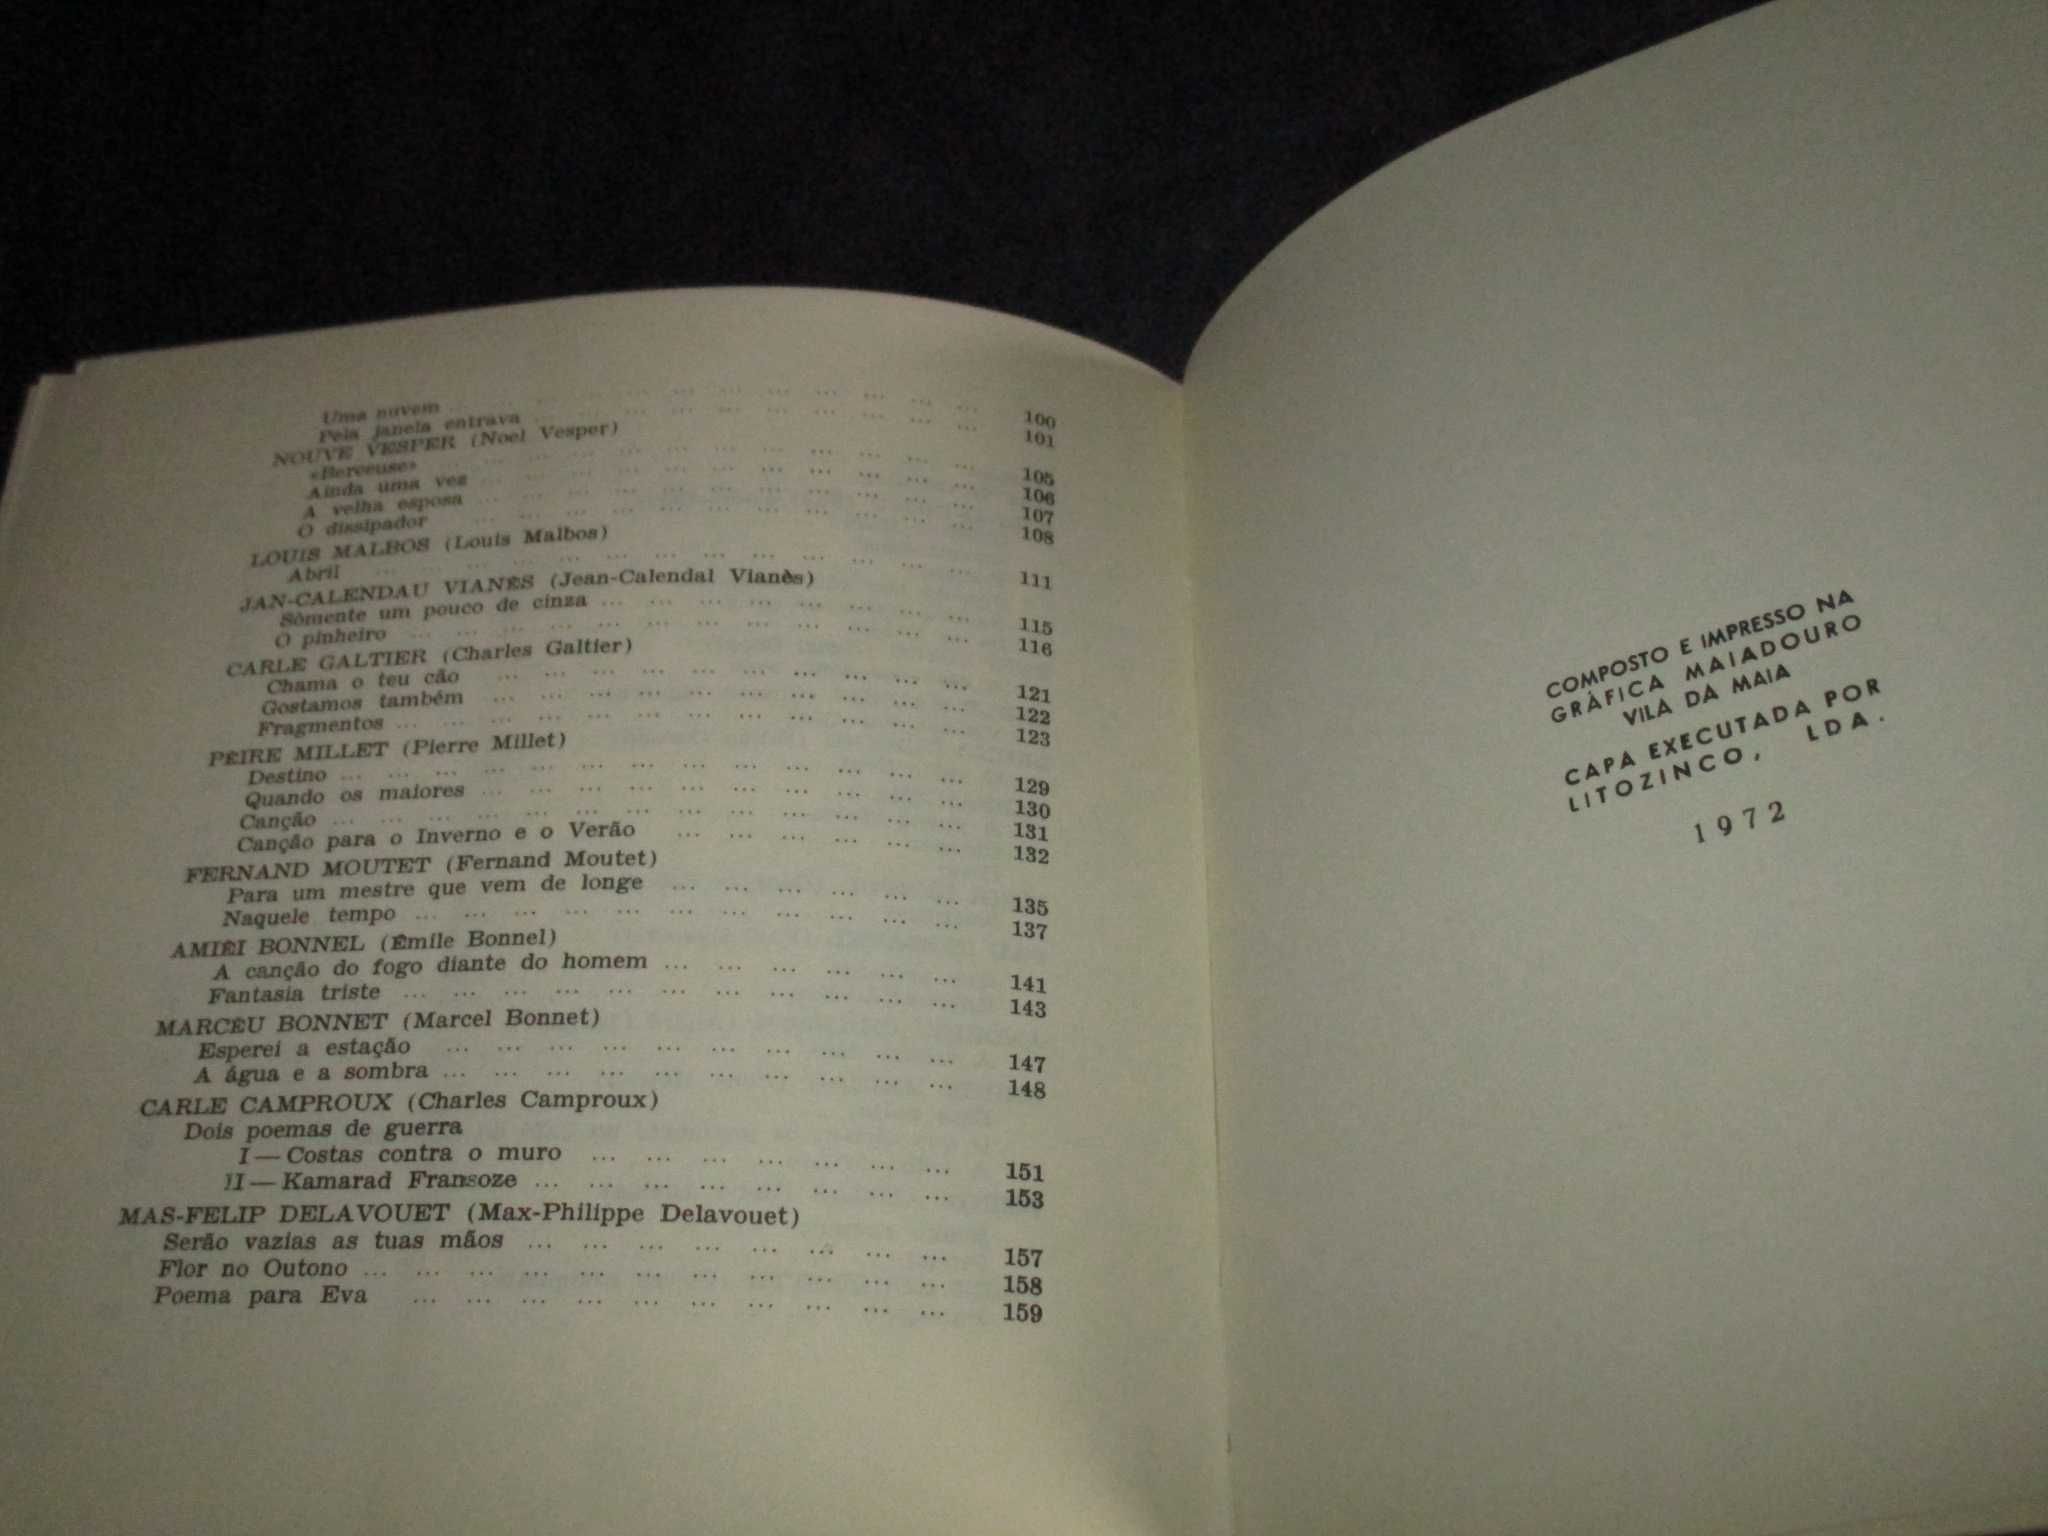 Uma nuvem ... ... ... ... ... ... ... ... ... ... ... 100
Pela janela entrava ... ... ... ... ... ... ... ... ... 101
NOUVE VESPER (Noel Vesper)
«Berceuse» ... ... ... ... ... ... ... ... ... ... ... 105
Ainda uma vez ... ... ... ... ... ... ... ... ... ... 106
A velha esposa ... ... ... ... ... ... ... ... ... ... 107
O dissipador ... ... ... ... ... ... ... ... ... ... 108
LOUIS MALBOS (Louis Malbos)
Abril ... ... ... ... ... ... ... ... ... ... ... ... 111
JAN-CALENDAU VIANÈS (Jean-Calendal Vianès)
Sòmente um pouco de cinza ... ... ... ... ... ... ... ... 115
O pinheiro ... ... ... ... ... ... ... ... ... ... ... 116
CARLE GALTIER (Charles Galtier)
Chama o teu cão ... ... ... ... ... ... ... ... ... ... 121
Gostamos também ... ... ... ... ... ... ... ... ... ... 122
Fragmentos ... ... ... ... ... ... ... ... ... ... ... ... 123
PÈIRE MILLET (Pierre Millet)
Destino ... ... ... ... ... ... ... ... ... ... ... ... ... 129
Quando os maiores ... ... ... ... ... ... ... ... ... ... 130
Canção ... ... ... ... ... ... ... ... ... ... ... ... ... 131
Canção para o Inverno e o Verão ... ... ... ... ... ... 132
FERNAND MOUTET (Fernand Moutet)
Para um mestre que vem de longe ... ... ... ... ... ... 135
Naquele tempo ... ... ... ... ... ... ... ... ... ... ... 137
AMIÈI BONNEL (Émile Bonnel)
A canção do fogo diante do homem ... ... ... ... ... ... 141
Fantasia triste ... ... ... ... ... ... ... ... ... ... ... 143
MARCÈU BONNET (Marcel Bonnet)
Esperei a estação ... ... ... ... ... ... ... ... ... ... 147
A água e a sombra ... ... ... ... ... ... ... ... ... ... 148
CARLE CAMPROUX (Charles Camproux)
Dois poemas de guerra
I — Costas contra o muro ... ... ... ... ... ... ... 151
II — Kamarad Fransoze ... ... ... ... ... ... ... ... 153
MAS-FELIP DELAVOUET (Max-Philippe Delavouet)
Serão vazias as tuas mãos ... ... ... ... ... ... ... ... 157
Flor no Outono ... ... ... ... ... ... ... ... ... ... ... 158
Poema para Eva ... ... ... ... ... ... ... ... ... ... 159
COMPOSTO E IMPRESSO NA
GRÁFICA MAIADOURO
VILA DA MAIA
CAPA EXECUTADA POR
LITOZINCO, LDA.
1972